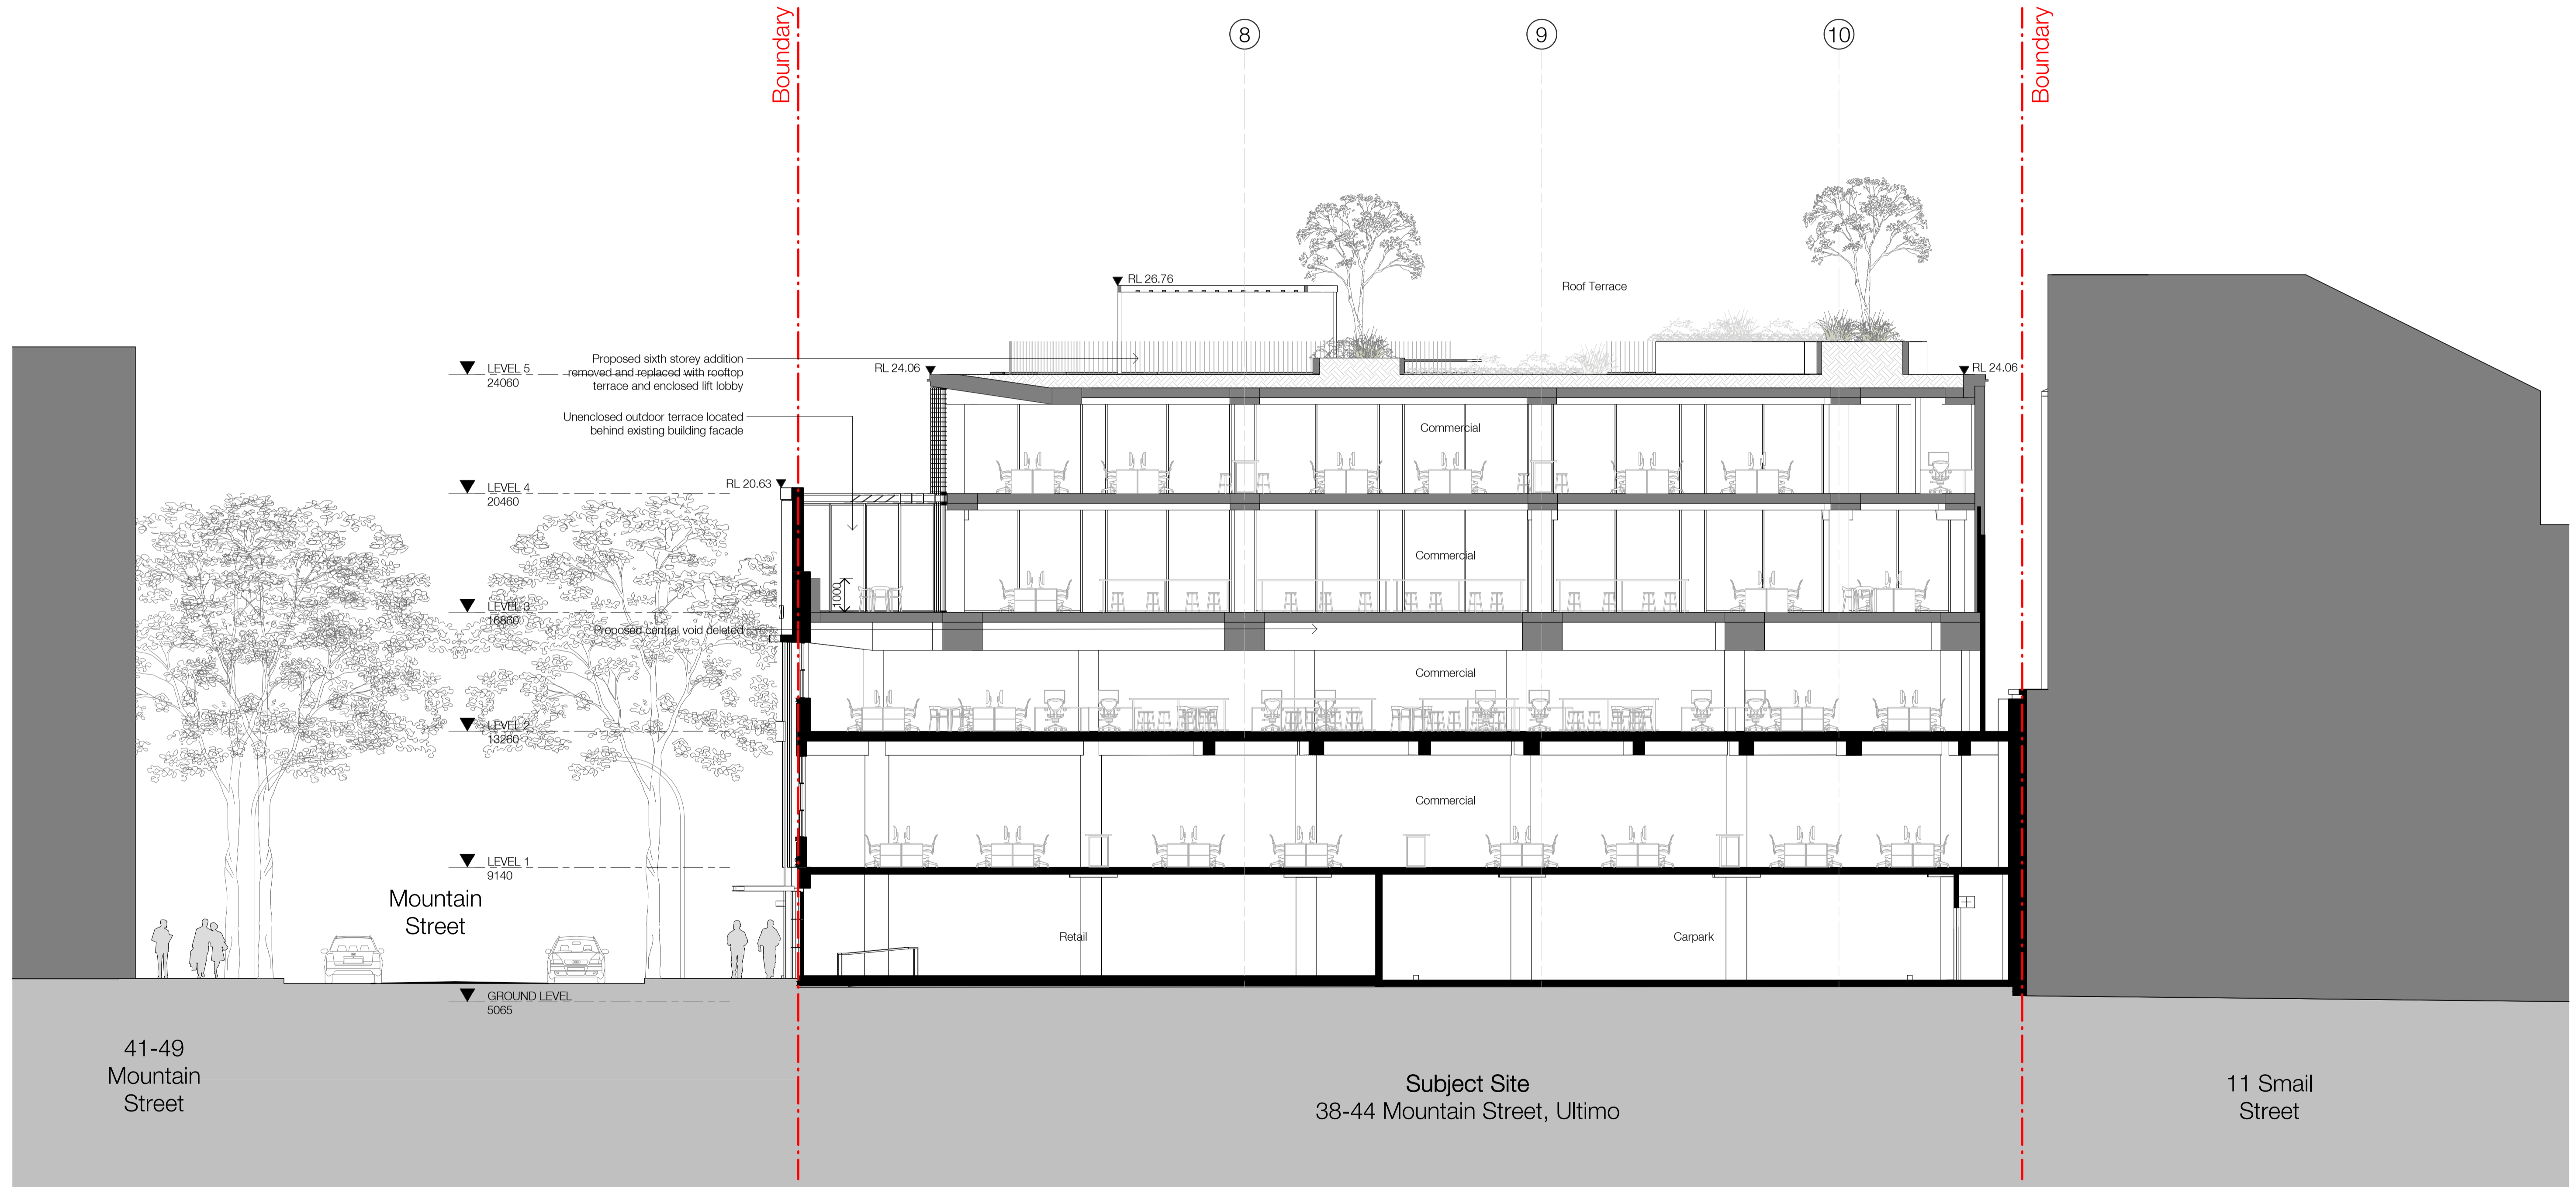 Boundary
8
9
10
Boundary
RL 26.76
Roof Terrace
Proposed sixth storey addition
removed and replaced with rooftop
terrace and enclosed lift lobby
LEVEL 5
24060
RL 24.06
RL 24.06
Unenclosed outdoor terrace located
behind existing building facade
Commercial
LEVEL 4
20460
RL 20.63
Commercial
1000
LEVEL 3
16860
Proposed central void deleted
Commercial
LEVEL 2
13260
Commercial
LEVEL 1
9140
Mountain
Street
Retail
Carpark
GROUND LEVEL
5065
41-49
Mountain
Street
Subject Site
38-44 Mountain Street, Ultimo
11 Smail
Street